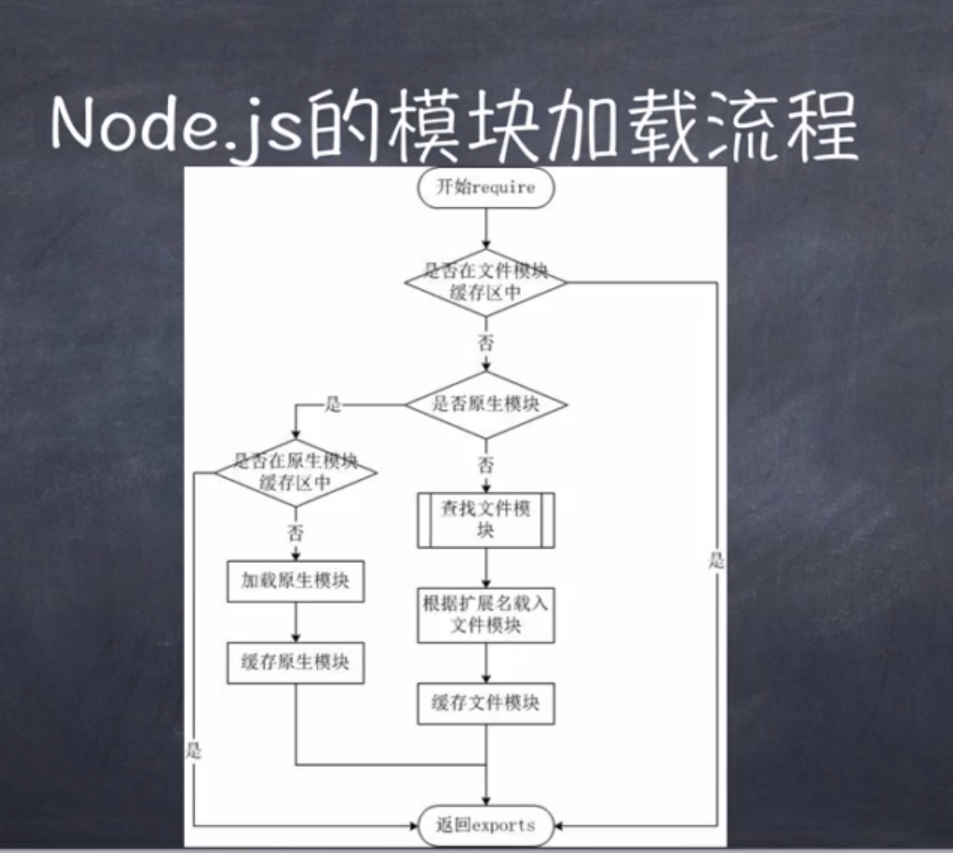 Node.js的模块加载流程
开始require
是否在文件模块
缓存区中
否
是否原生模块
是
是否在原生模块
缓存区中
否
查找文件模
块
否
加载原生模块
根据扩展名载入
文件模块
是
缓存原生模块
缓存文件模块
是
返回exports